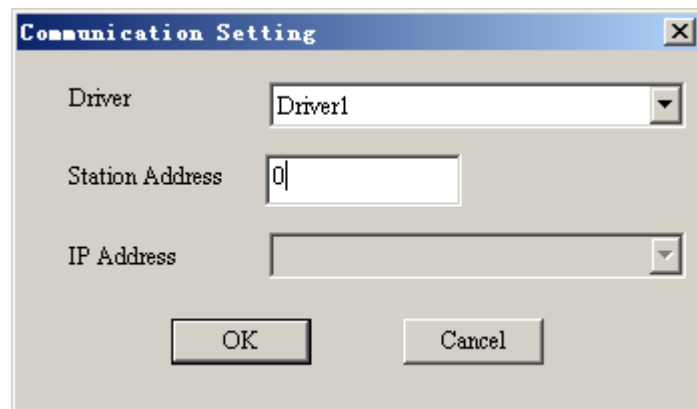 Communication Setting
Driver
Driver1
Station Address
0
IP Address
OK
Cancel